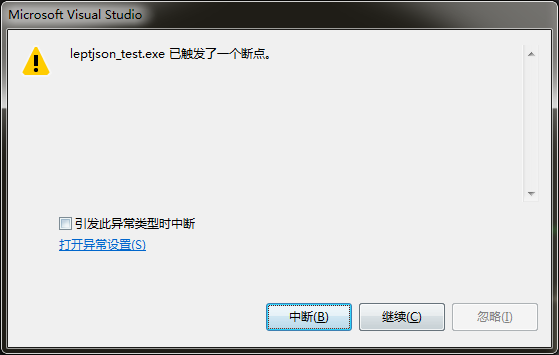 Microsoft Visual Studio
leptjson_test.exe 已触发了一个断点。
引发此异常类型时中断
打开异常设置(S)
中断(B) 继续(C) 忽略(I)